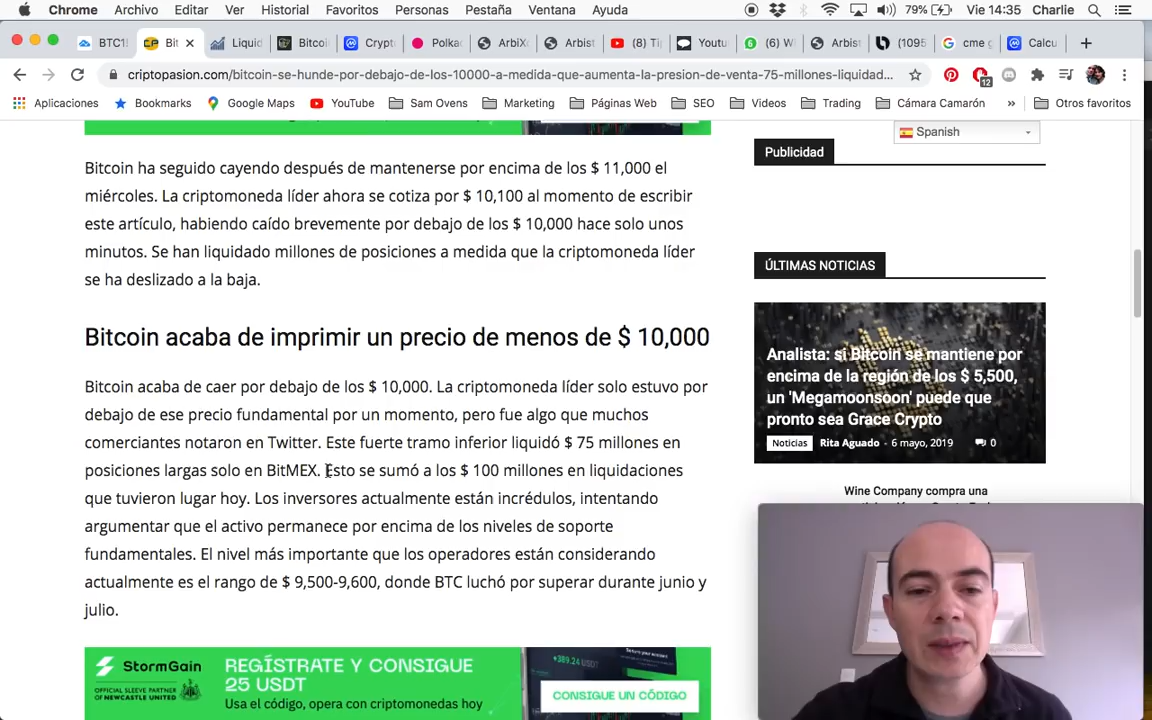 Chrome Archivo Editar Ver Historial Favoritos Personas Pestaña Ventana Ayuda 79% Vie 14:35 Charlie
BTC1 Bit Liquid Bitcoi Crypto Polka ArbiX Arbist (8) Ti Youtu (6) W Arbist (1095 cme g Calcu
criptopasion.com/bitcoin-se-hunde-por-debajo-de-los-10000-a-medida-que-aumenta-la-presion-de-venta-75-millones-liquidad...
12
Aplicaciones Bookmarks Google Maps YouTube Sam Ovens Marketing Páginas Web SEO Videos Trading Cámara Camarón » Otros favoritos
Spanish
Publicidad
Bitcoin ha seguido cayendo después de mantenerse por encima de los $ 11,000 el
miércoles. La criptomoneda líder ahora se cotiza por $ 10,100 al momento de escribir
este artículo, habiendo caído brevemente por debajo de los $ 10,000 hace solo unos
minutos. Se han liquidado millones de posiciones a medida que la criptomoneda líder
se ha deslizado a la baja.
Bitcoin acaba de imprimir un precio de menos de $ 10,000
Bitcoin acaba de caer por debajo de los $ 10,000. La criptomoneda líder solo estuvo por
debajo de ese precio fundamental por un momento, pero fue algo que muchos
comerciantes notaron en Twitter. Este fuerte tramo inferior liquidó $ 75 millones en
posiciones largas solo en BitMEX. Esto se sumó a los $ 100 millones en liquidaciones
que tuvieron lugar hoy. Los inversores actualmente están incrédulos, intentando
argumentar que el activo permanece por encima de los niveles de soporte
fundamentales. El nivel más importante que los operadores están considerando
actualmente es el rango de $ 9,500-9,600, donde BTC luchó por superar durante junio y
julio.
StormGain
OFFICIAL SLEEVE PARTNER
OF NEWCASTLE UNITED
REGÍSTRATE Y CONSIGUE
25 USDT
Usa el código, opera con criptomonedas hoy
+389.24 USDT
CONSIGUE UN CÓDIGO
ÚLTIMAS NOTICIAS
Analista: si Bitcoin se mantiene por
encima de la región de los $ 5,500,
un 'Megamoonsoon' puede que
pronto sea Grace Crypto
Noticias Rita Aguado - 6 mayo, 2019 0
Wine Company compra una